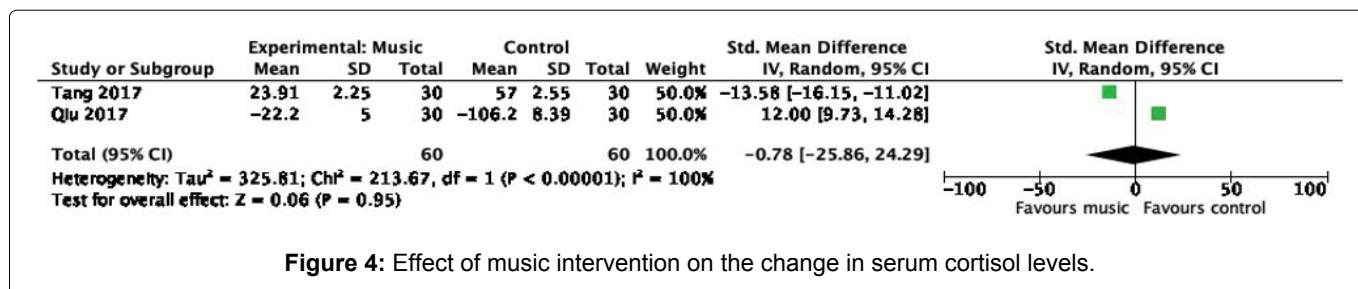 Experimental: Music Control Std. Mean Difference Std. Mean Difference
Study or Subgroup Mean SD Total Mean SD Total Weight IV, Random, 95% CI IV, Random, 95% CI
Tang 2017 23.91 2.25 30 57 2.55 30 50.0% −13.58 [−16.15, −11.02]
Qiu 2017 −22.2 5 30 −106.2 8.39 30 50.0% 12.00 [9.73, 14.28]
Total (95% CI) 60 60 100.0% −0.78 [−25.86, 24.29]
Heterogeneity: Tau² = 325.81; Chi² = 213.67, df = 1 (P < 0.00001); I² = 100%
Test for overall effect: Z = 0.06 (P = 0.95)
−100 −50 0 50 100
Favours music Favours control
Figure 4: Effect of music intervention on the change in serum cortisol levels.